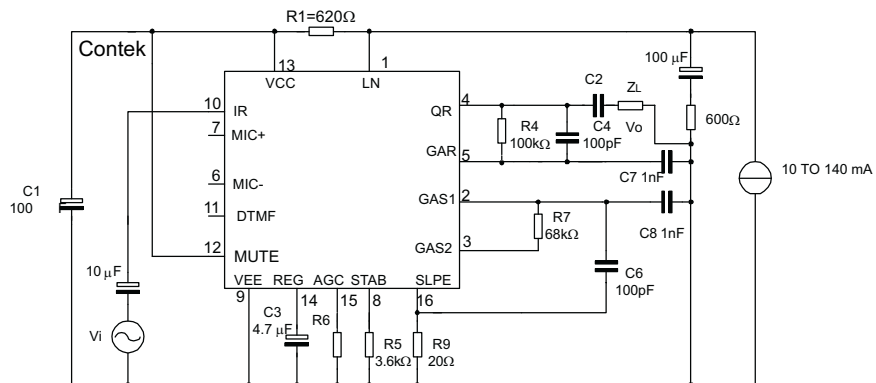 R1=620Ω
Contek
100 μF
13
1
VCC
LN
C2
ZL
10
IR
4
QR
7
MIC+
R4
100kΩ
C4
100pF
Vo
600Ω
GAR
5
C7 1nF
10 TO 140 mA
6
MIC-
C1
100
GAS1
2
11
DTMF
R7
68kΩ
C8 1nF
12
MUTE
GAS2
3
10 μF
C6
100pF
VEE
REG
AGC
STAB
SLPE
9
14
15
8
16
C3
4.7 μF
R6
Vi
R5
3.6kΩ
R9
20Ω